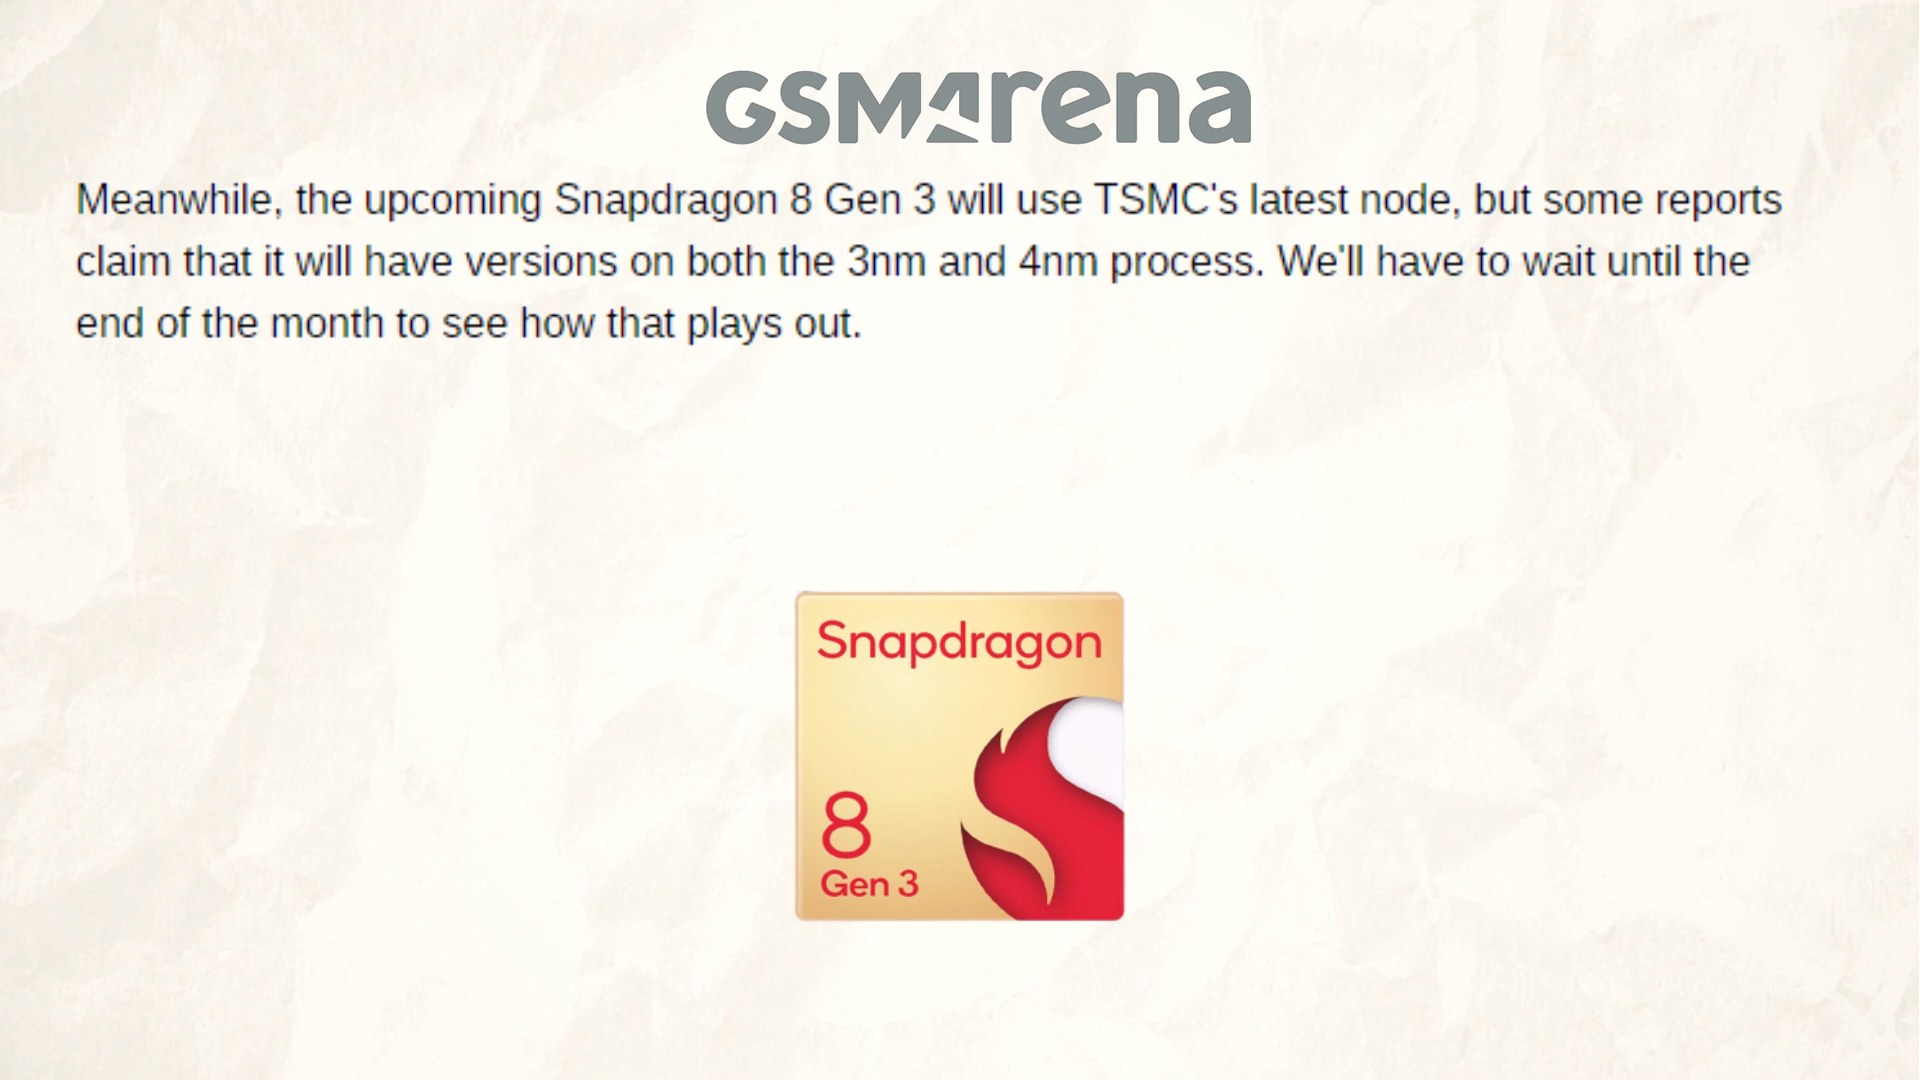 GSMArena
Meanwhile, the upcoming Snapdragon 8 Gen 3 will use TSMC's latest node, but some reports
claim that it will have versions on both the 3nm and 4nm process. We'll have to wait until the
end of the month to see how that plays out.
Snapdragon
8
Gen 3